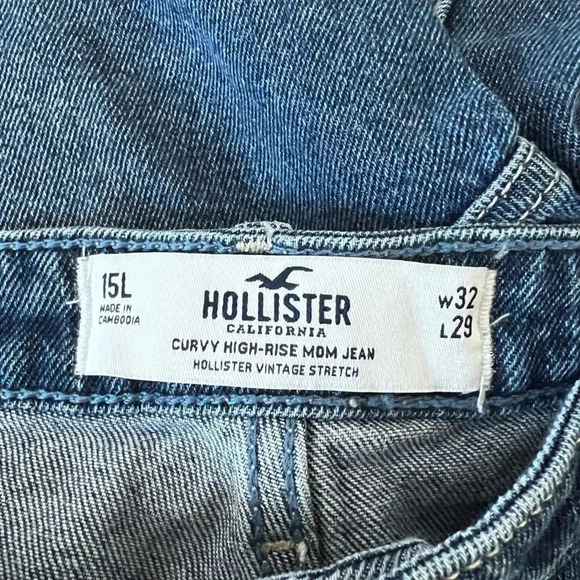 15L
MADE IN
CAMBODIA
HOLLISTER
CALIFORNIA
CURVY HIGH-RISE MOM JEAN
HOLLISTER VINTAGE STRETCH
W32
L29